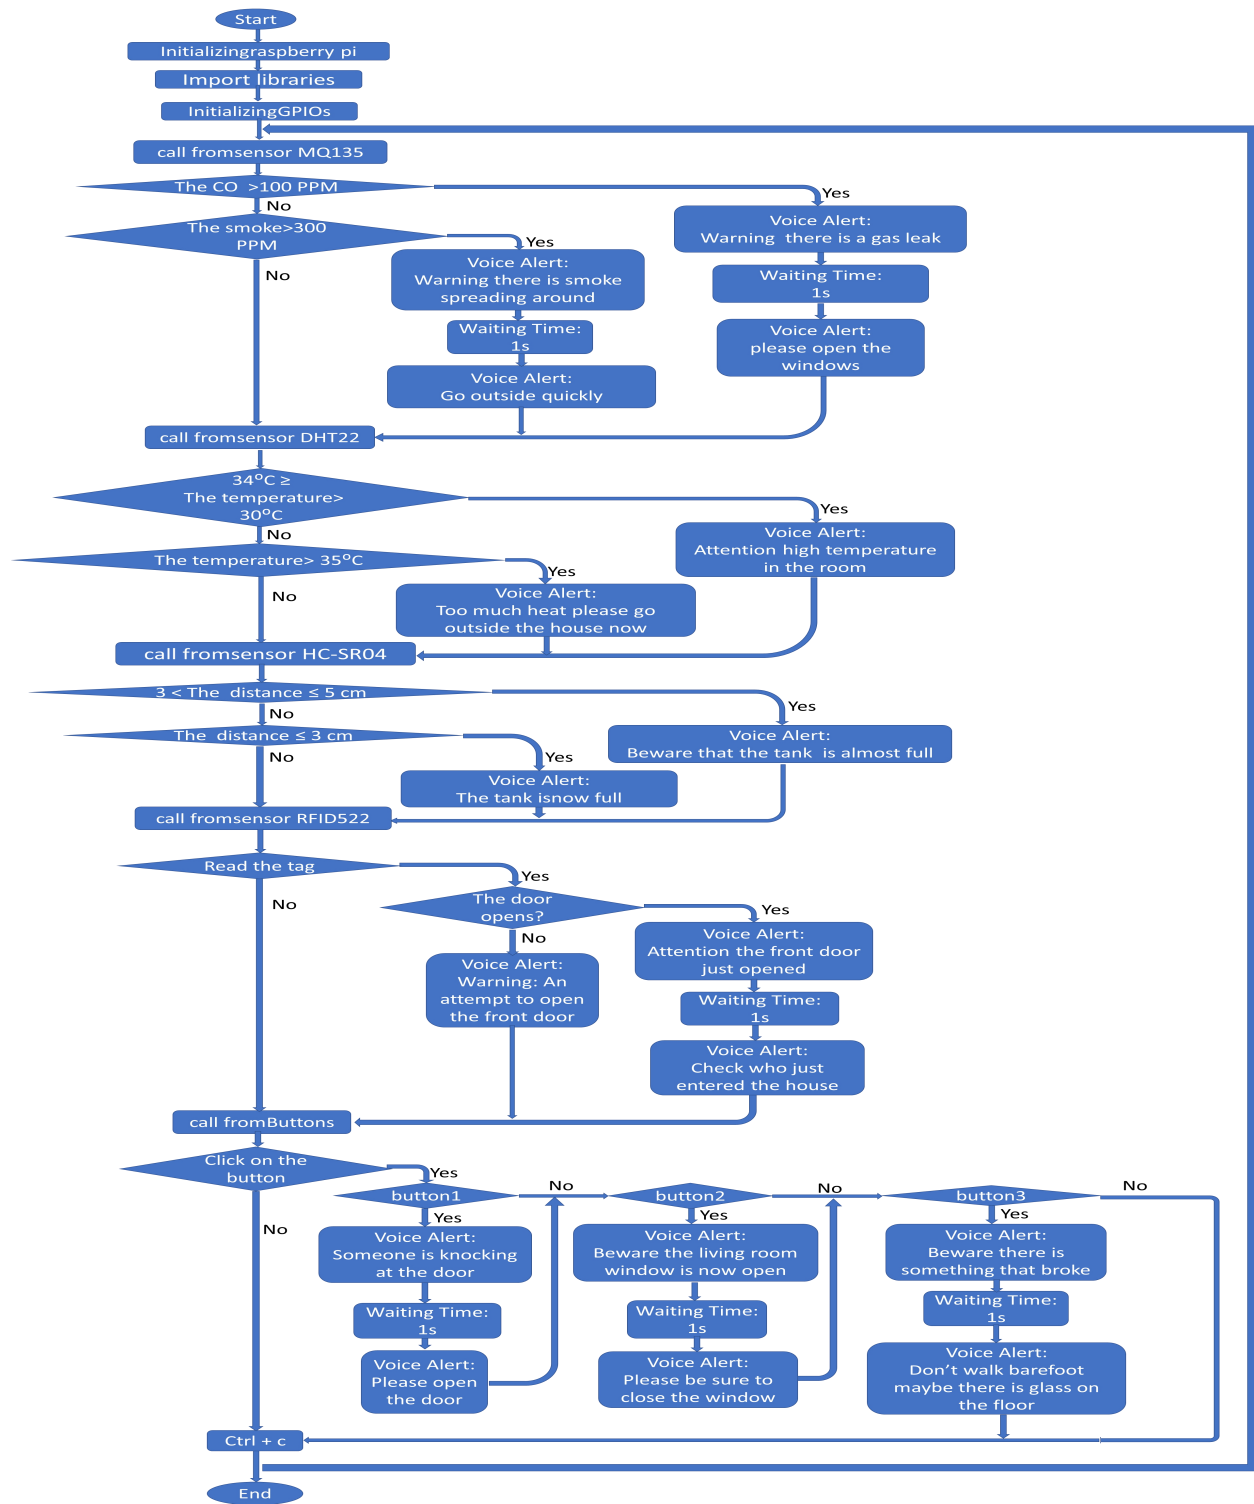 Start
Initializingraspberry pi
Import libraries
InitializingGPIOs
call fromsensor MQ135
The CO >100 PPM
Yes
No
Voice Alert:
Warning there is a gas leak
The smoke>300
PPM
Yes
No
Voice Alert:
Warning there is smoke
spreading around
Waiting Time:
1s
Waiting Time:
1s
Voice Alert:
please open the
windows
Voice Alert:
Go outside quickly
call fromsensor DHT22
34⁰C ≥
The temperature>
30⁰C
Yes
No
Voice Alert:
Attention high temperature
in the room
The temperature> 35⁰C
Yes
No
Voice Alert:
Too much heat please go
outside the house now
call fromsensor HC-SR04
3 < The distance ≤ 5 cm
Yes
No
Voice Alert:
Beware that the tank is almost full
The distance ≤ 3 cm
Yes
No
Voice Alert:
The tank isnow full
call fromsensor RFID522
Read the tag
Yes
No
The door
opens?
Yes
No
Voice Alert:
Attention the front door
just opened
Voice Alert:
Warning: An
attempt to open
the front door
Waiting Time:
1s
Voice Alert:
Check who just
entered the house
call fromButtons
Click on the
button
Yes
No
button1
No
button2
No
button3
No
Yes
Yes
Yes
Voice Alert:
Someone is knocking
at the door
Voice Alert:
Beware the living room
window is now open
Voice Alert:
Beware there is
something that broke
Waiting Time:
1s
Waiting Time:
1s
Waiting Time:
1s
Voice Alert:
Please open
the door
Voice Alert:
Please be sure to
close the window
Voice Alert:
Don’t walk barefoot
maybe there is glass on
the floor
Ctrl + c
End